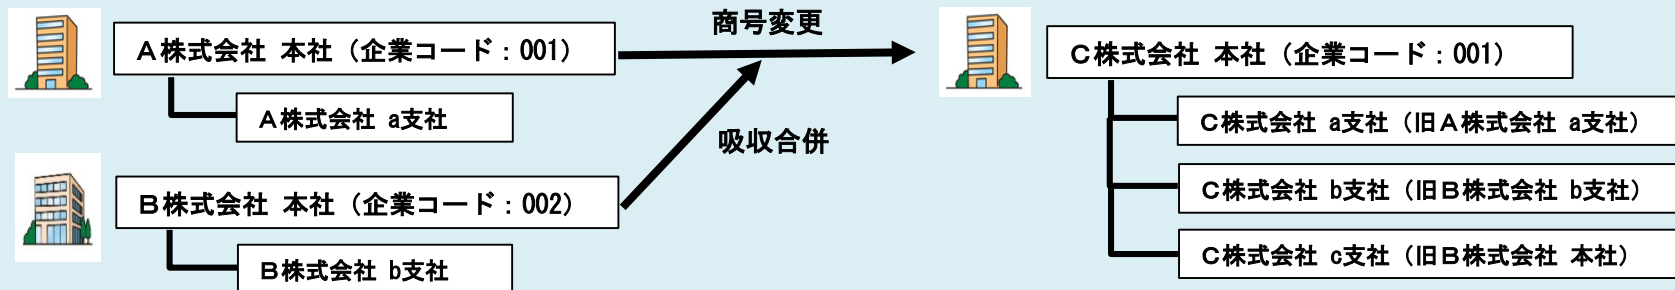 A株式会社 本社（企業コード：001）
A株式会社 a支社
B株式会社 本社（企業コード：002）
B株式会社 b支社
商号変更
吸収合併
C株式会社 本社（企業コード：001）
C株式会社 a支社（旧A株式会社 a支社）
C株式会社 b支社（旧B株式会社 b支社）
C株式会社 c支社（旧B株式会社 本社）